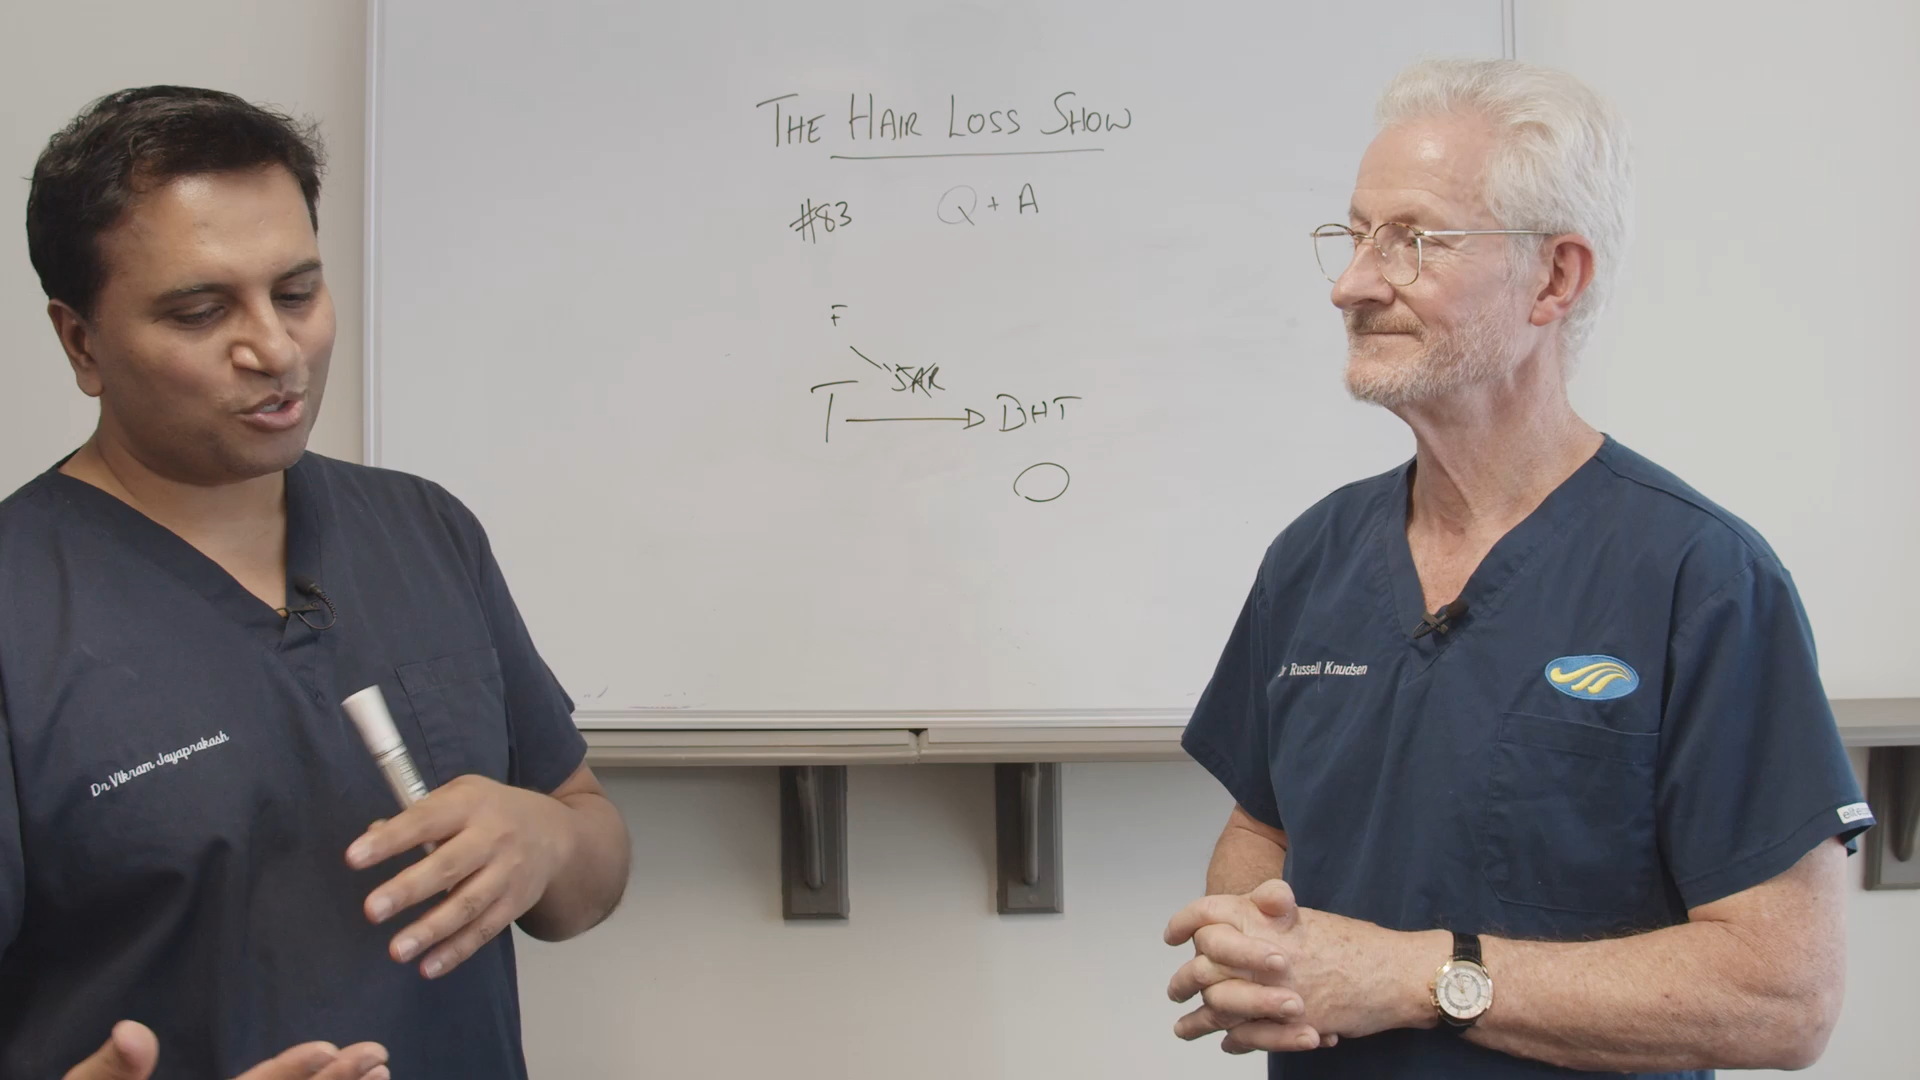 THE HAIR LOSS SHOW
#83 Q + A
F
5AR
T DHT
Dr Vikram Jayaprakash
Dr Russell Knudsen